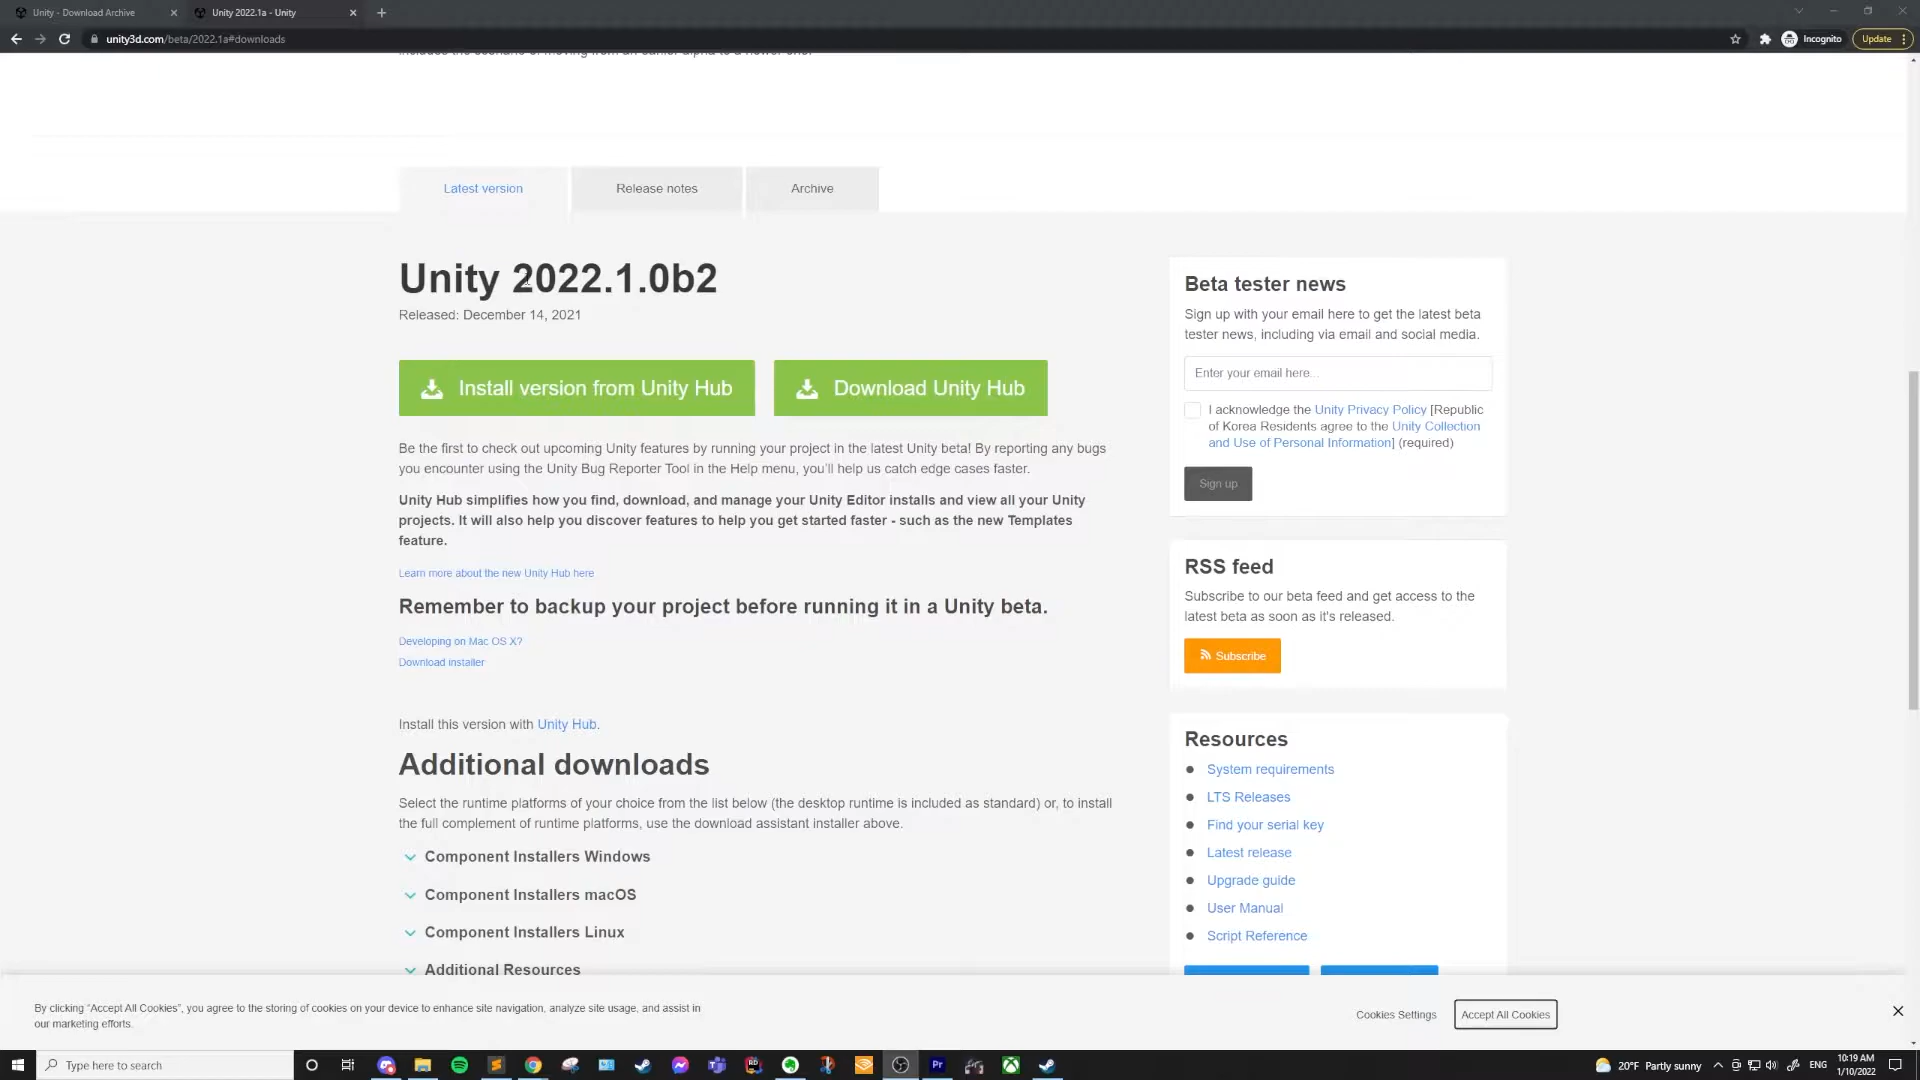 Unity - Download Archive
Unity 2022.1a - Unity
unity3d.com/beta/2022.1a#downloads
Incognito
Update
includes the scenario of moving from an earlier alpha to a newer one.
Latest version
Release notes
Archive
Unity 2022.1.0b2
Released: December 14, 2021
Install version from Unity Hub
Download Unity Hub
Be the first to check out upcoming Unity features by running your project in the latest Unity beta! By reporting any bugs
you encounter using the Unity Bug Reporter Tool in the Help menu, you'll help us catch edge cases faster.
Unity Hub simplifies how you find, download, and manage your Unity Editor installs and view all your Unity
projects. It will also help you discover features to help you get started faster - such as the new Templates
feature.
Learn more about the new Unity Hub here
Remember to backup your project before running it in a Unity beta.
Developing on Mac OS X?
Download installer
Install this version with Unity Hub.
Additional downloads
Select the runtime platforms of your choice from the list below (the desktop runtime is included as standard) or, to install
the full complement of runtime platforms, use the download assistant installer above.
Component Installers Windows
Component Installers macOS
Component Installers Linux
Additional Resources
Beta tester news
Sign up with your email here to get the latest beta
tester news, including via email and social media.
Enter your email here...
I acknowledge the Unity Privacy Policy [Republic
of Korea Residents agree to the Unity Collection
and Use of Personal Information] (required)
Sign up
RSS feed
Subscribe to our beta feed and get access to the
latest beta as soon as it's released.
Subscribe
Resources
System requirements
LTS Releases
Find your serial key
Latest release
Upgrade guide
User Manual
Script Reference
By clicking “Accept All Cookies”, you agree to the storing of cookies on your device to enhance site navigation, analyze site usage, and assist in
our marketing efforts.
Cookies Settings
Accept All Cookies
Type here to search
Pr
20°F Partly sunny
ENG
10:19 AM
1/10/2022